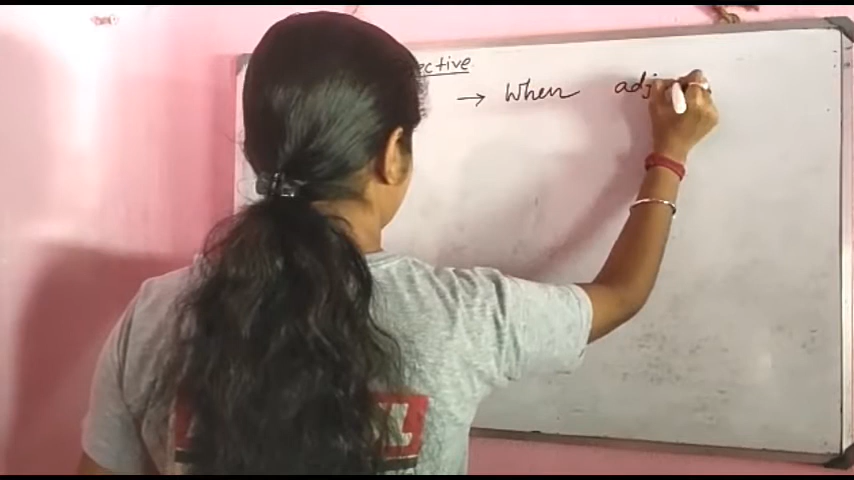 ective
→ When adj